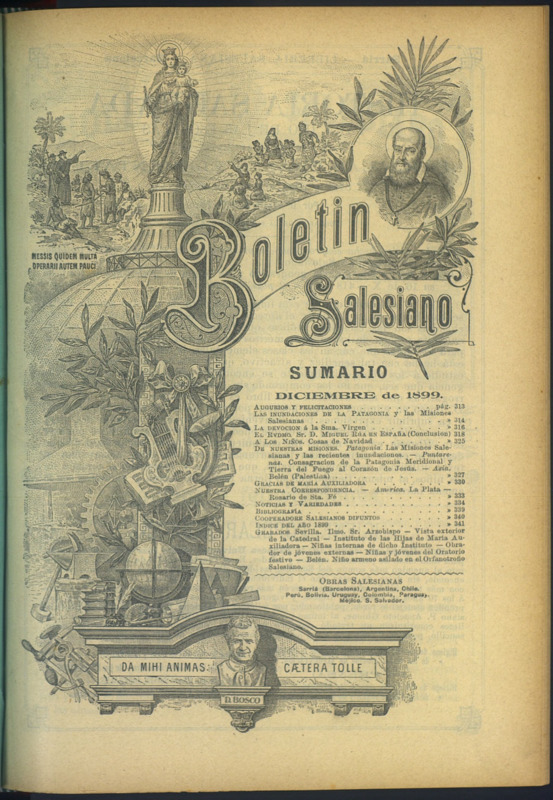 MESSIS QUIDEM MULTA
OPERARII AUTEM PAUCI
Boletin
Salesiano
SUMARIO
DICIEMBRE de 1899.
AUGURIOS Y FELICITACIONES pág. 313
LAS INUNDACIONES DE LA PATAGONIA y las Misiones
Salesianas » 314
LA DEVOCION á la Sma. Virgen » 316
EL RVDMO SR. D. MIGUEL RÚA EN ESPAÑA (Conclusion) 318
A LOS NIÑOS. Cosas de Navidad » 325
DE NUESTRAS MISIONES. Patagonia. Las Misiones Sale-
sianas y las recientes inundaciones. — Puntare-
nas. Consagracion de la Patagonia Meridional y
Tierra del Fuego al Corazón de Jesús. — Asia.
Belén (Palestina) » 327
GRACIAS DE MARÍA AUXILIADORA » 330
NUESTRA CORRESPONDENCIA. — America. La Plata —
Rosario de Sta. Fé » 333
NOTICIAS Y VARIEDADES » 334
BIBLIOGRAFÍA » 339
COOPERADORE SALESIANOS DIFUNTOS » 340
INDICE DEL AÑO 1899 » 341
GRABADOS Sevilla. Ilmo. Sr. Arzobispo — Vista exterior
de la Catedral — Instituto de las Hijas de María Au-
xiliadora — Niñas internas de dicho Instituto — Obra-
dor de jóvenes externas — Niñas y jóvenes del Oratorio
festivo — Belén. Niño armeno asilado en el Orfanotrofio
Salesiano.
OBRAS SALESIANAS
Sarriá (Barcelona), Argentina, Chile.
Perú, Bolivia. Uruguay, Colombia, Paraguay.
Méjico. S. Salvador.
DA MIHI ANIMAS. CÆTERA TOLLE
D. BOSCO